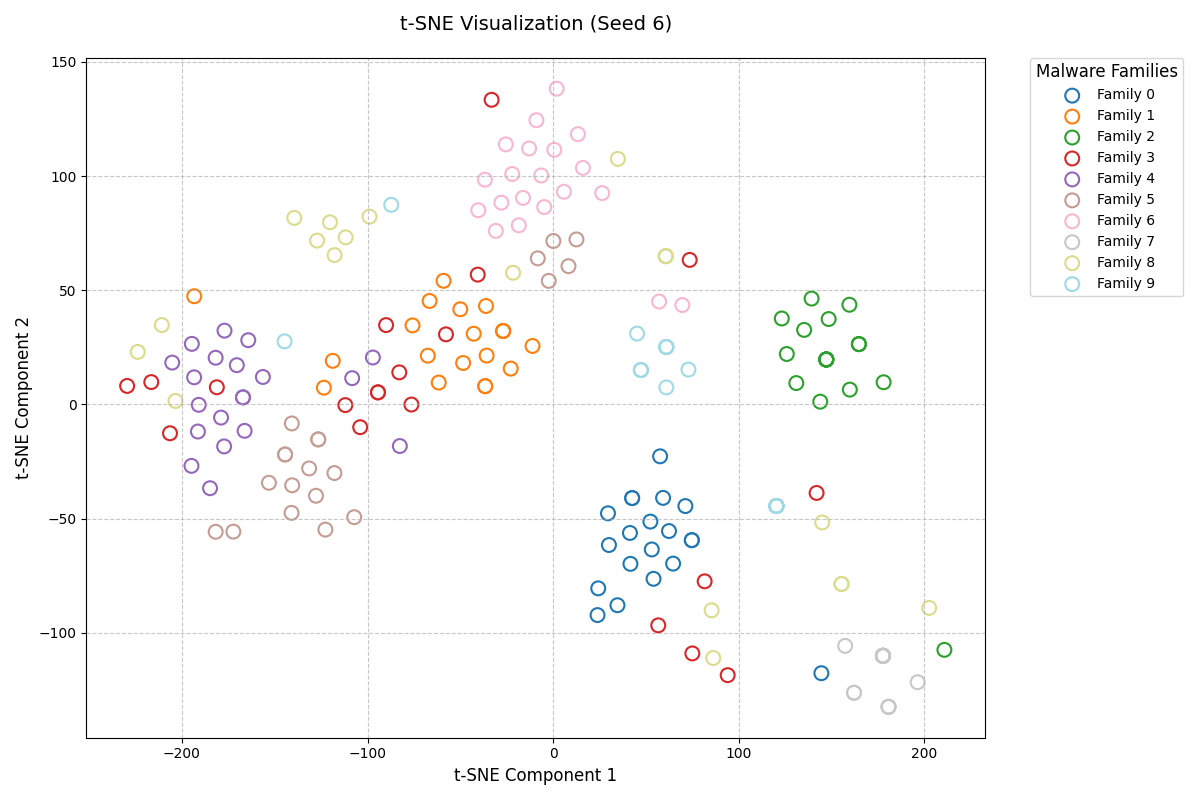 t-SNE Visualization (Seed 6)
Malware Families
Family 0
Family 1
Family 2
Family 3
Family 4
Family 5
Family 6
Family 7
Family 8
Family 9
t-SNE Component 2
150
100
50
0
−50
−100
−200
−100
0
100
200
t-SNE Component 1